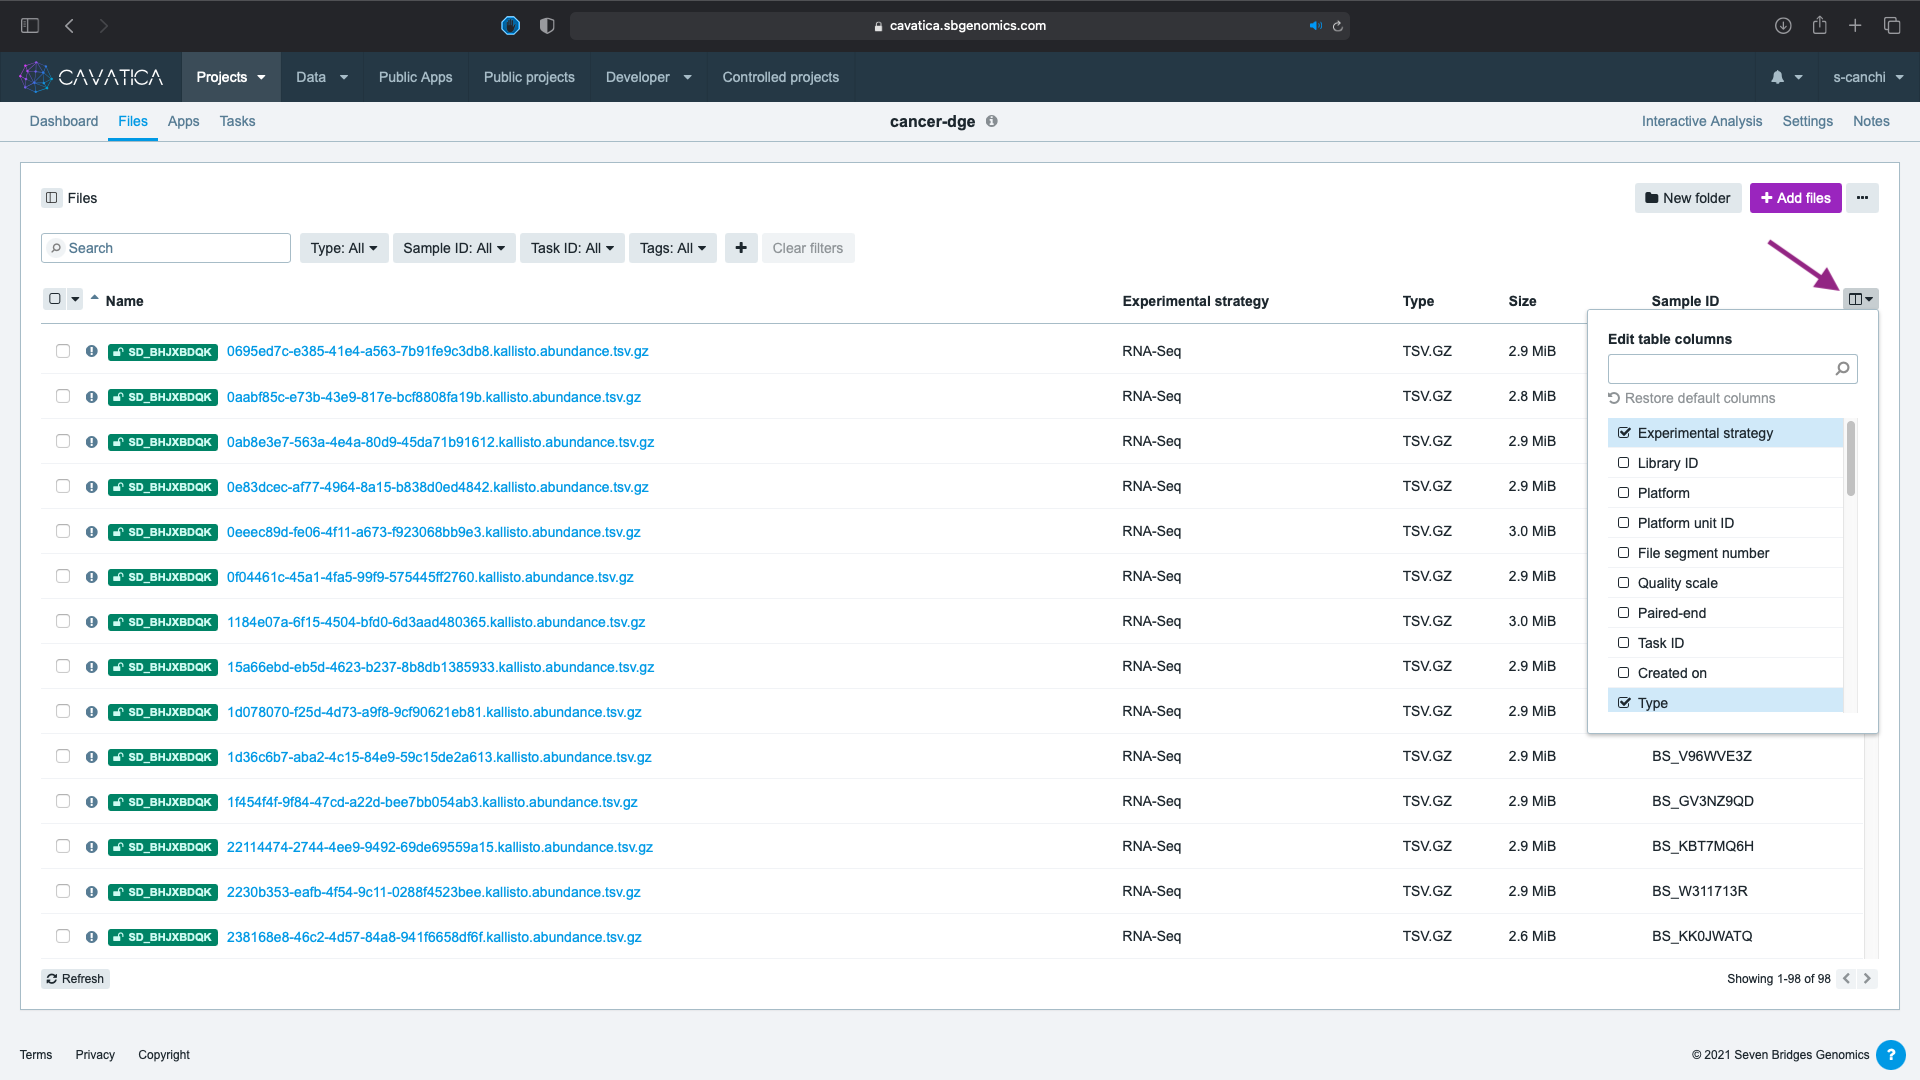 cavatica.sbgenomics.com
CAVATICA Projects Data Public Apps Public projects Developer Controlled projects s-canchi
Dashboard Files Apps Tasks cancer-dge Interactive Analysis Settings Notes
Files New folder + Add files ...
Search Type: All Sample ID: All Task ID: All Tags: All + Clear filters
Name Experimental strategy Type Size Sample ID
SD_BHJXBDQK 0695ed7c-e385-41e4-a563-7b91fe9c3db8.kallisto.abundance.tsv.gz RNA-Seq TSV.GZ 2.9 MiB
SD_BHJXBDQK 0aabf85c-e73b-43e9-817e-bcf8808fa19b.kallisto.abundance.tsv.gz RNA-Seq TSV.GZ 2.8 MiB
SD_BHJXBDQK 0ab8e3e7-563a-4e4a-80d9-45da71b91612.kallisto.abundance.tsv.gz RNA-Seq TSV.GZ 2.9 MiB
SD_BHJXBDQK 0e83dcec-af77-4964-8a15-b838d0ed4842.kallisto.abundance.tsv.gz RNA-Seq TSV.GZ 2.9 MiB
SD_BHJXBDQK 0eeec89d-fe06-4f11-a673-f923068bb9e3.kallisto.abundance.tsv.gz RNA-Seq TSV.GZ 3.0 MiB
SD_BHJXBDQK 0f04461c-45a1-4fa5-99f9-575445ff2760.kallisto.abundance.tsv.gz RNA-Seq TSV.GZ 2.9 MiB
SD_BHJXBDQK 1184e07a-6f15-4504-bfd0-6d3aad480365.kallisto.abundance.tsv.gz RNA-Seq TSV.GZ 3.0 MiB
SD_BHJXBDQK 15a66ebd-eb5d-4623-b237-8b8db1385933.kallisto.abundance.tsv.gz RNA-Seq TSV.GZ 2.9 MiB
SD_BHJXBDQK 1d078070-f25d-4d73-a9f8-9cf90621eb81.kallisto.abundance.tsv.gz RNA-Seq TSV.GZ 2.9 MiB
SD_BHJXBDQK 1d36c6b7-aba2-4c15-84e9-59c15de2a613.kallisto.abundance.tsv.gz RNA-Seq TSV.GZ 2.9 MiB BS_V96WVE3Z
SD_BHJXBDQK 1f454f4f-9f84-47cd-a22d-bee7bb054ab3.kallisto.abundance.tsv.gz RNA-Seq TSV.GZ 2.9 MiB BS_GV3NZ9QD
SD_BHJXBDQK 22114474-2744-4ee9-9492-69de69559a15.kallisto.abundance.tsv.gz RNA-Seq TSV.GZ 2.9 MiB BS_KBT7MQ6H
SD_BHJXBDQK 2230b353-eafb-4f54-9c11-0288f4523bee.kallisto.abundance.tsv.gz RNA-Seq TSV.GZ 2.9 MiB BS_W311713R
SD_BHJXBDQK 238168e8-46c2-4d57-84a8-941f6658df6f.kallisto.abundance.tsv.gz RNA-Seq TSV.GZ 2.6 MiB BS_KK0JWATQ
Edit table columns
Restore default columns
Experimental strategy
Library ID
Platform
Platform unit ID
File segment number
Quality scale
Paired-end
Task ID
Created on
Type
Refresh Showing 1-98 of 98
Terms Privacy Copyright © 2021 Seven Bridges Genomics ?